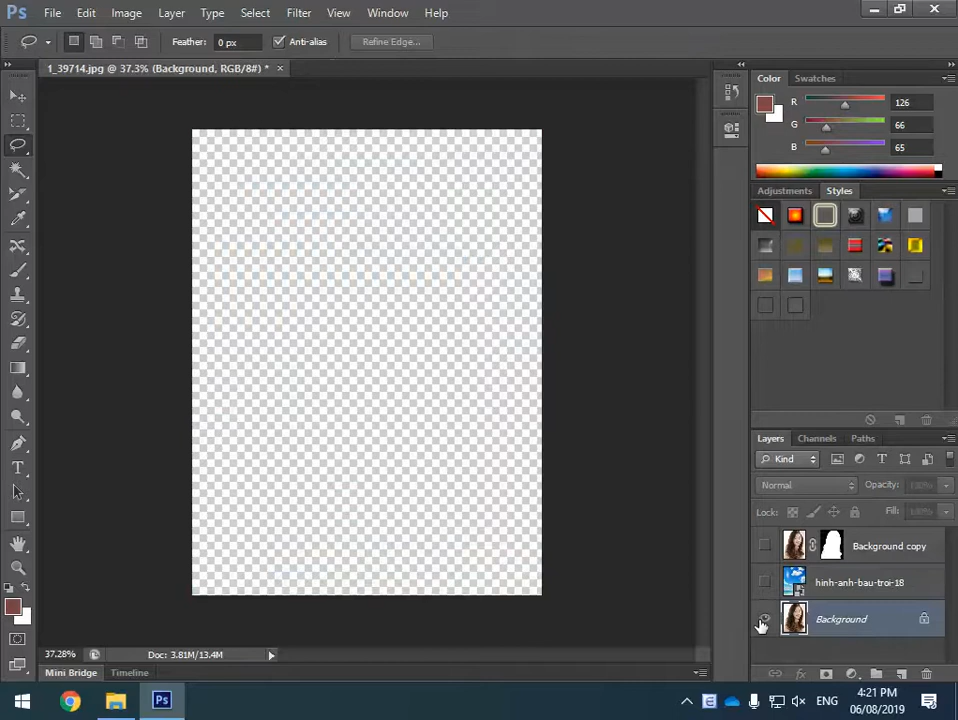 Ps File Edit Image Layer Type Select Filter View Window Help
Feather: 0 px Anti-alias Refine Edge...
1_39714.jpg @ 37.3% (Background, RGB/8#) * ×
Color Swatches
R 126
G 66
B 65
Adjustments Styles
Layers Channels Paths
Kind
Normal Opacity: 100%
Lock: Fill: 100%
Background copy
hinh-anh-bau-troi-18
Background
37.28% Doc: 3.81M/13.4M
Mini Bridge Timeline
Ps ENG 4:21 PM
06/08/2019